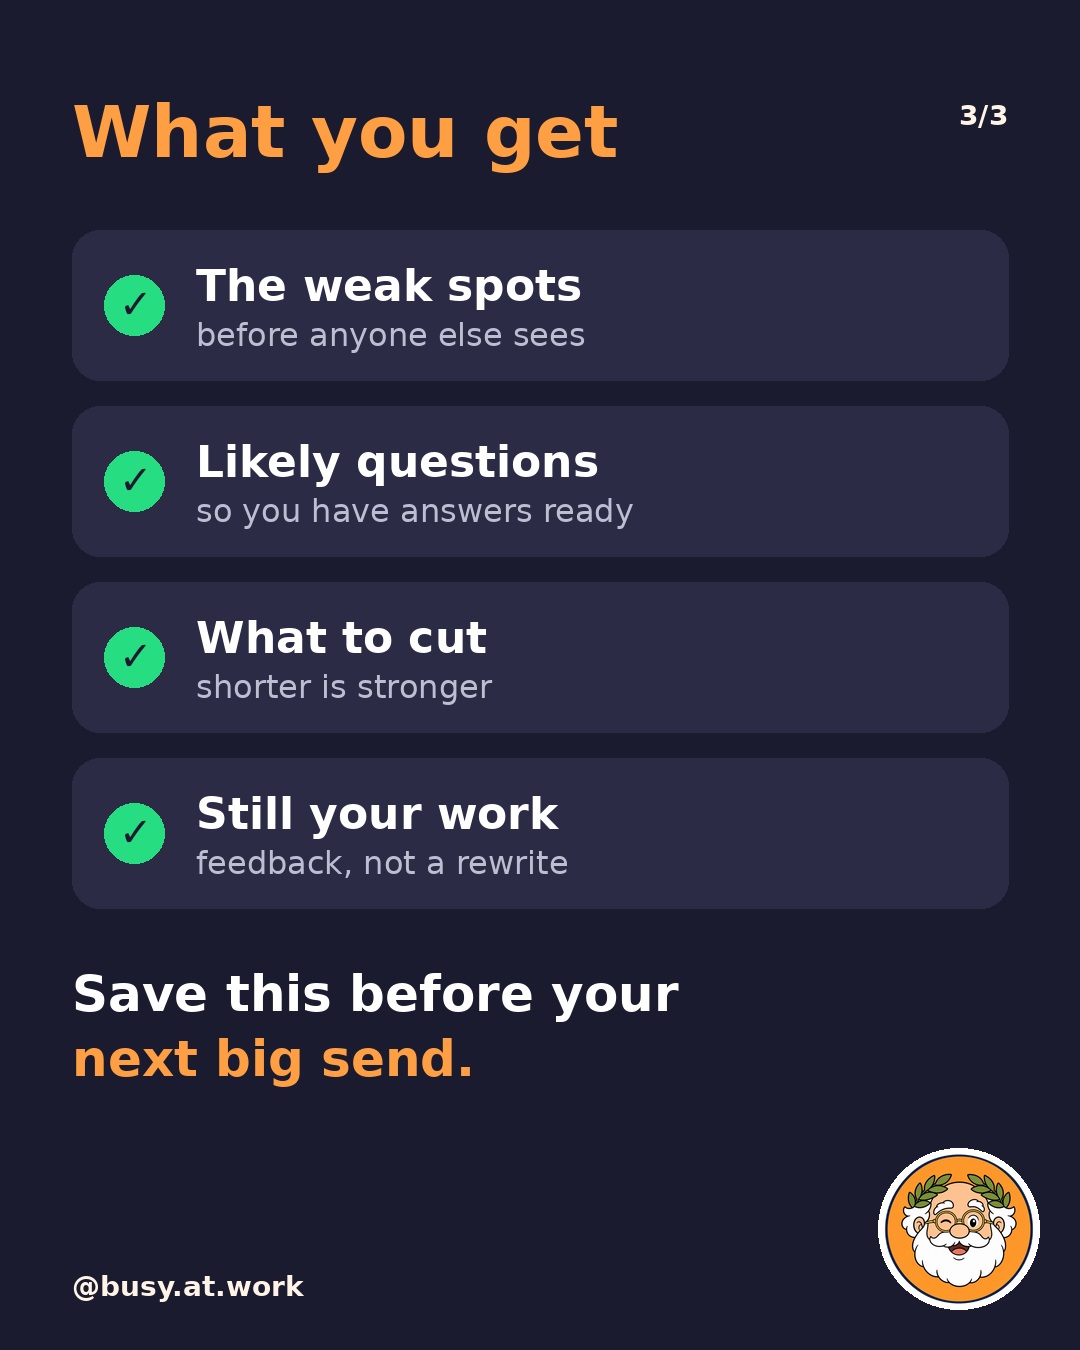 What you get
3/3
✓
The weak spots
before anyone else sees
✓
Likely questions
so you have answers ready
✓
What to cut
shorter is stronger
✓
Still your work
feedback, not a rewrite
Save this before your
next big send.
@busy.at.work